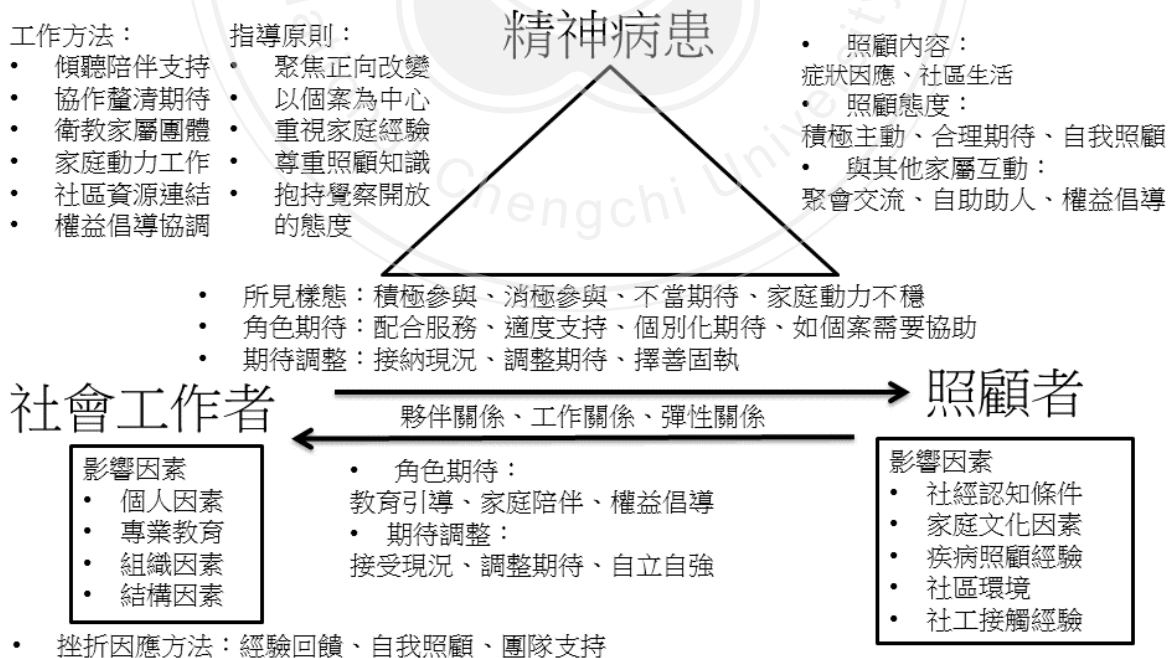 精神病患
工作方法：
• 傾聽陪伴支持
• 協作釐清期待
• 衛教家屬團體
• 家庭動力工作
• 社區資源連結
• 權益倡導協調
指導原則：
• 聚焦正向改變
• 以個案為中心
• 重視家庭經驗
• 尊重照顧知識
• 抱持覺察開放
的態度
• 照顧內容：
症狀因應、社區生活
• 照顧態度：
積極主動、合理期待、自我照顧
• 與其他家屬互動：
聚會交流、自助助人、權益倡導
Chengchi University
• 所見樣態：積極參與、消極參與、不當期待、家庭動力不穩
• 角色期待：配合服務、適度支持、個別化期待、如個案需要協助
• 期待調整：接納現況、調整期待、擇善固執
社會工作者
照顧者
夥伴關係、工作關係、彈性關係
影響因素
• 個人因素
• 專業教育
• 組織因素
• 結構因素
• 角色期待：
教育引導、家庭陪伴、權益倡導
• 期待調整：
接受現況、調整期待、自立自強
影響因素
• 社經認知條件
• 家庭文化因素
• 疾病照顧經驗
• 社區環境
• 社工接觸經驗
• 挫折因應方法：經驗回饋、自我照顧、團隊支持